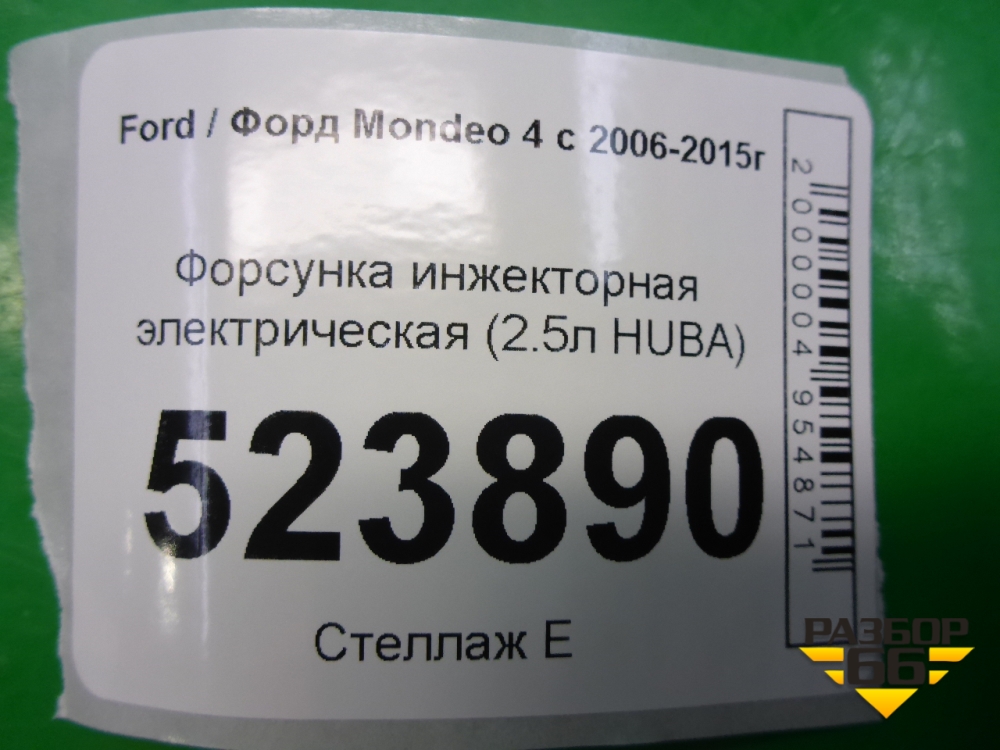 Ford / Форд Mondeo 4 с 2006-2015г
Форсунка инжекторная
электрическая (2.5л HUBA)
523890
Стеллаж Е
2000004954871
РАЗБОР
66